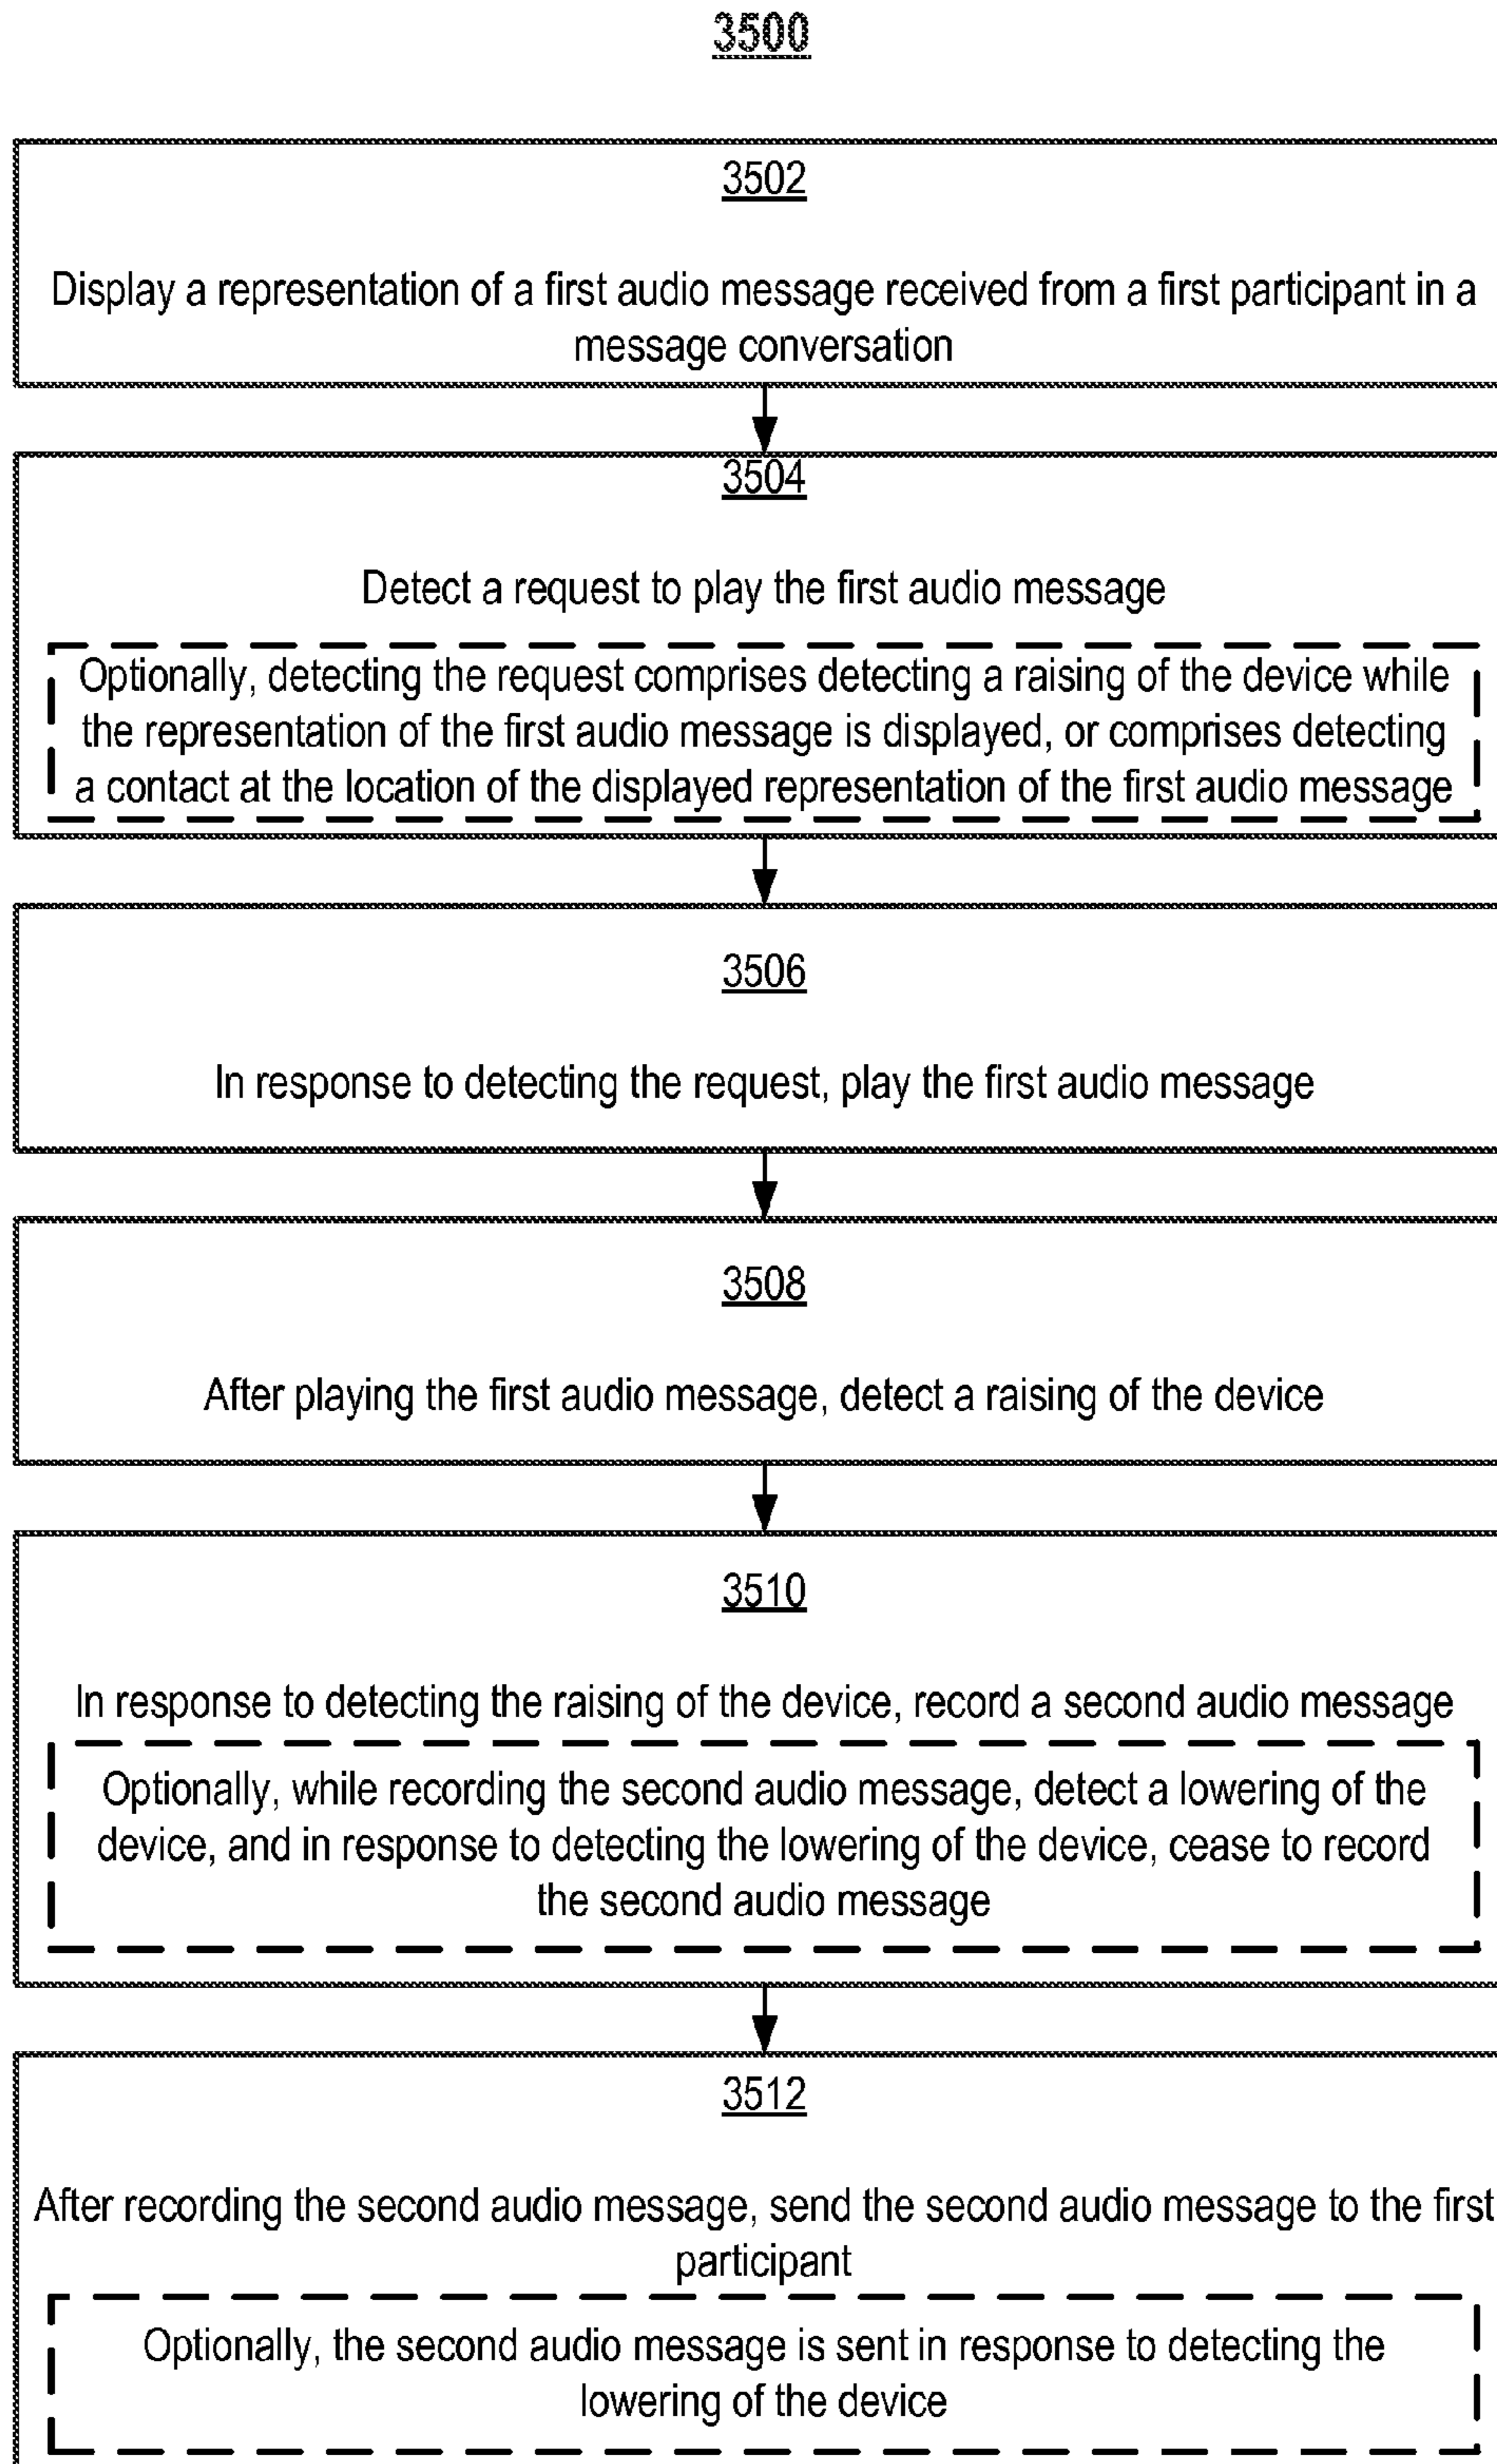 3500
3502
Display a representation of a first audio message received from a first participant in a
message conversation
3504
Detect a request to play the first audio message
Optionally, detecting the request comprises detecting a raising of the device while
the representation of the first audio message is displayed, or comprises detecting
a contact at the location of the displayed representation of the first audio message
3506
In response to detecting the request, play the first audio message
3508
After playing the first audio message, detect a raising of the device
3510
In response to detecting the raising of the device, record a second audio message
Optionally, while recording the second audio message, detect a lowering of the
device, and in response to detecting the lowering of the device, cease to record
the second audio message
3512
After recording the second audio message, send the second audio message to the first
participant
Optionally, the second audio message is sent in response to detecting the
lowering of the device